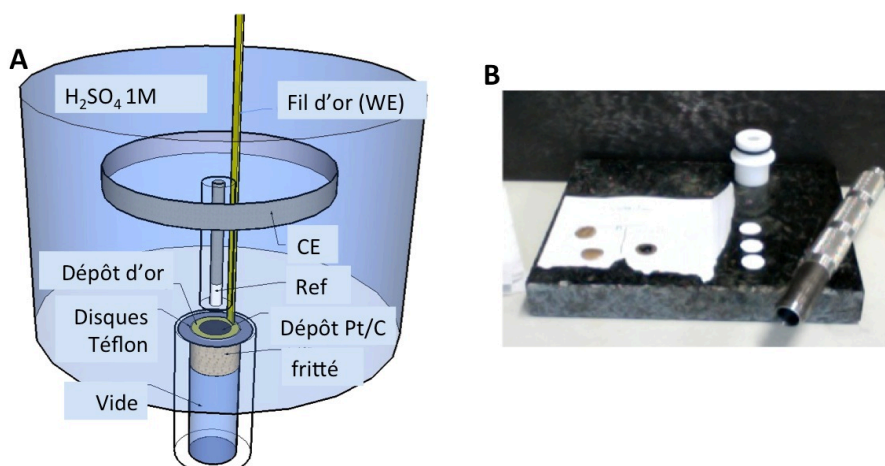 A
H₂SO₄ 1M
Fil d'or (WE)
CE
Dépôt d'or
Ref
Disques
Téflon
Dépôt Pt/C
fritté
Vide
B